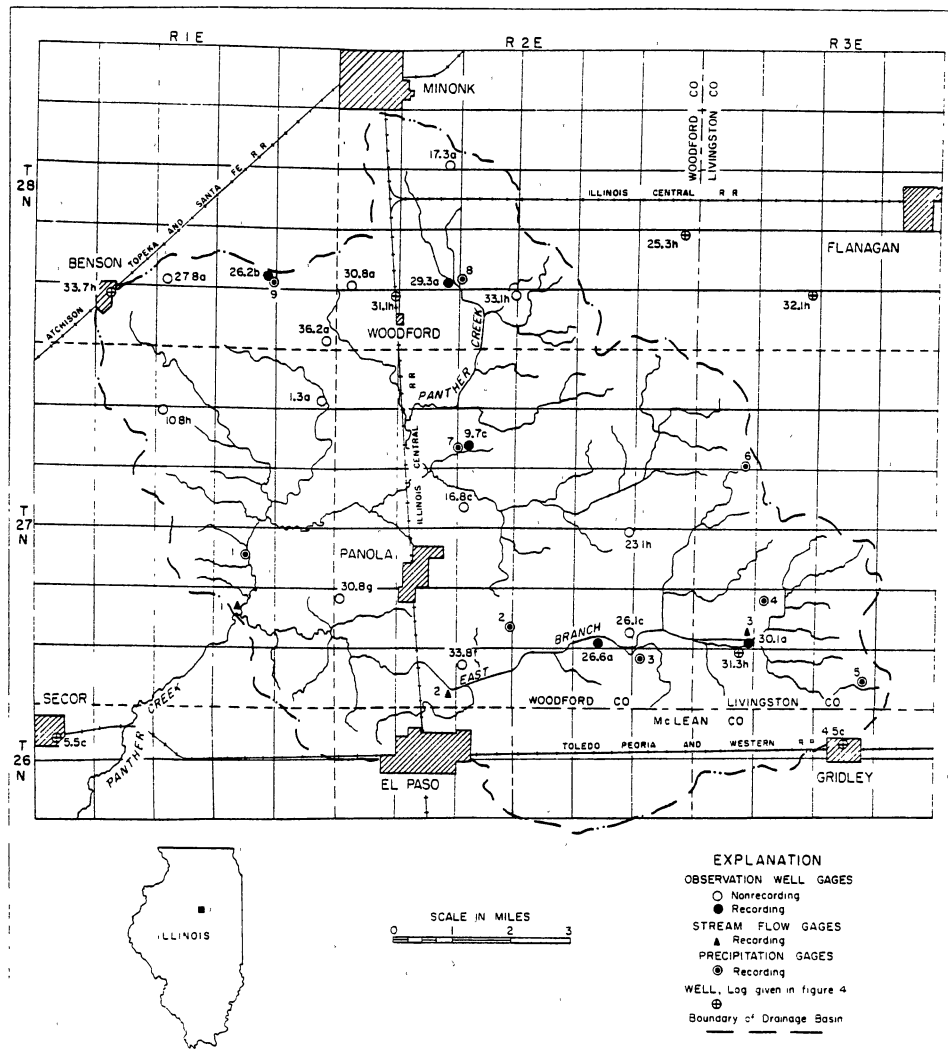 R 1 E
R 2 E
R 3 E
MINONK
WOODFORD CO
LIVINGSTON CO
17.3a
T
28
N
ATCHISON TOPEKA AND SANTA FE R.R.
ILLINOIS CENTRAL R R
25.3h
FLANAGAN
BENSON
27.8a
26.2b
30.8a
8
33.7h
9
31.1h
29.3a
33.1h
32.1h
WOODFORD
CREEK
36.2a
PANTHER
1.3a
ILLINOIS CENTRAL RR
10.8h
7
9.7c
6
16.8c
T
27
N
23.1h
1
PANOLA
30.8g
4
1
2
BRANCH
26.1c
3
30.1a
26.6a
3
31.3h
33.8f
EAST
5
2
WOODFORD CO
LIVINGSTON CO
McLEAN CO
SECOR
PANTHER CREEK
5.5c
4.5c
T
26
N
TOLEDO PEORIA AND WESTERN R R
EL PASO
GRIDLEY
ILLINOIS
SCALE IN MILES
0 1 2 3
EXPLANATION
OBSERVATION WELL GAGES
Nonrecording
Recording
STREAM FLOW GAGES
Recording
PRECIPITATION GAGES
Recording
WELL, Log given in figure 4
Boundary of Drainage Basin